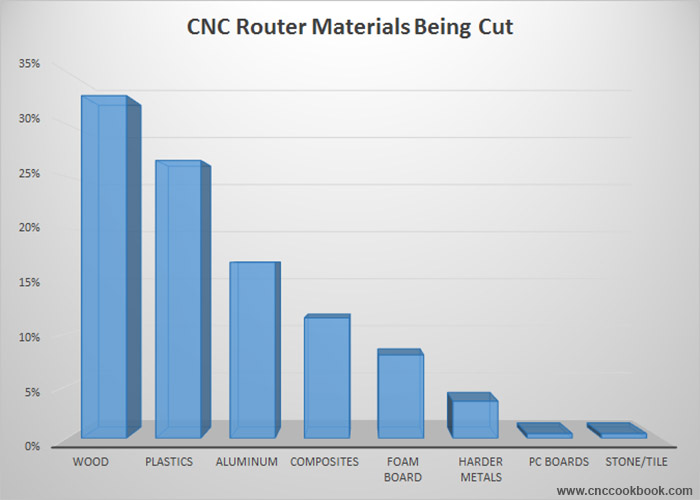 CNC Router Materials Being Cut
35%
30%
25%
20%
15%
10%
5%
0%
WOOD PLASTICS ALUMINUM COMPOSITES FOAM BOARD HARDER METALS PC BOARDS STONE/TILE
www.cnccookbook.com